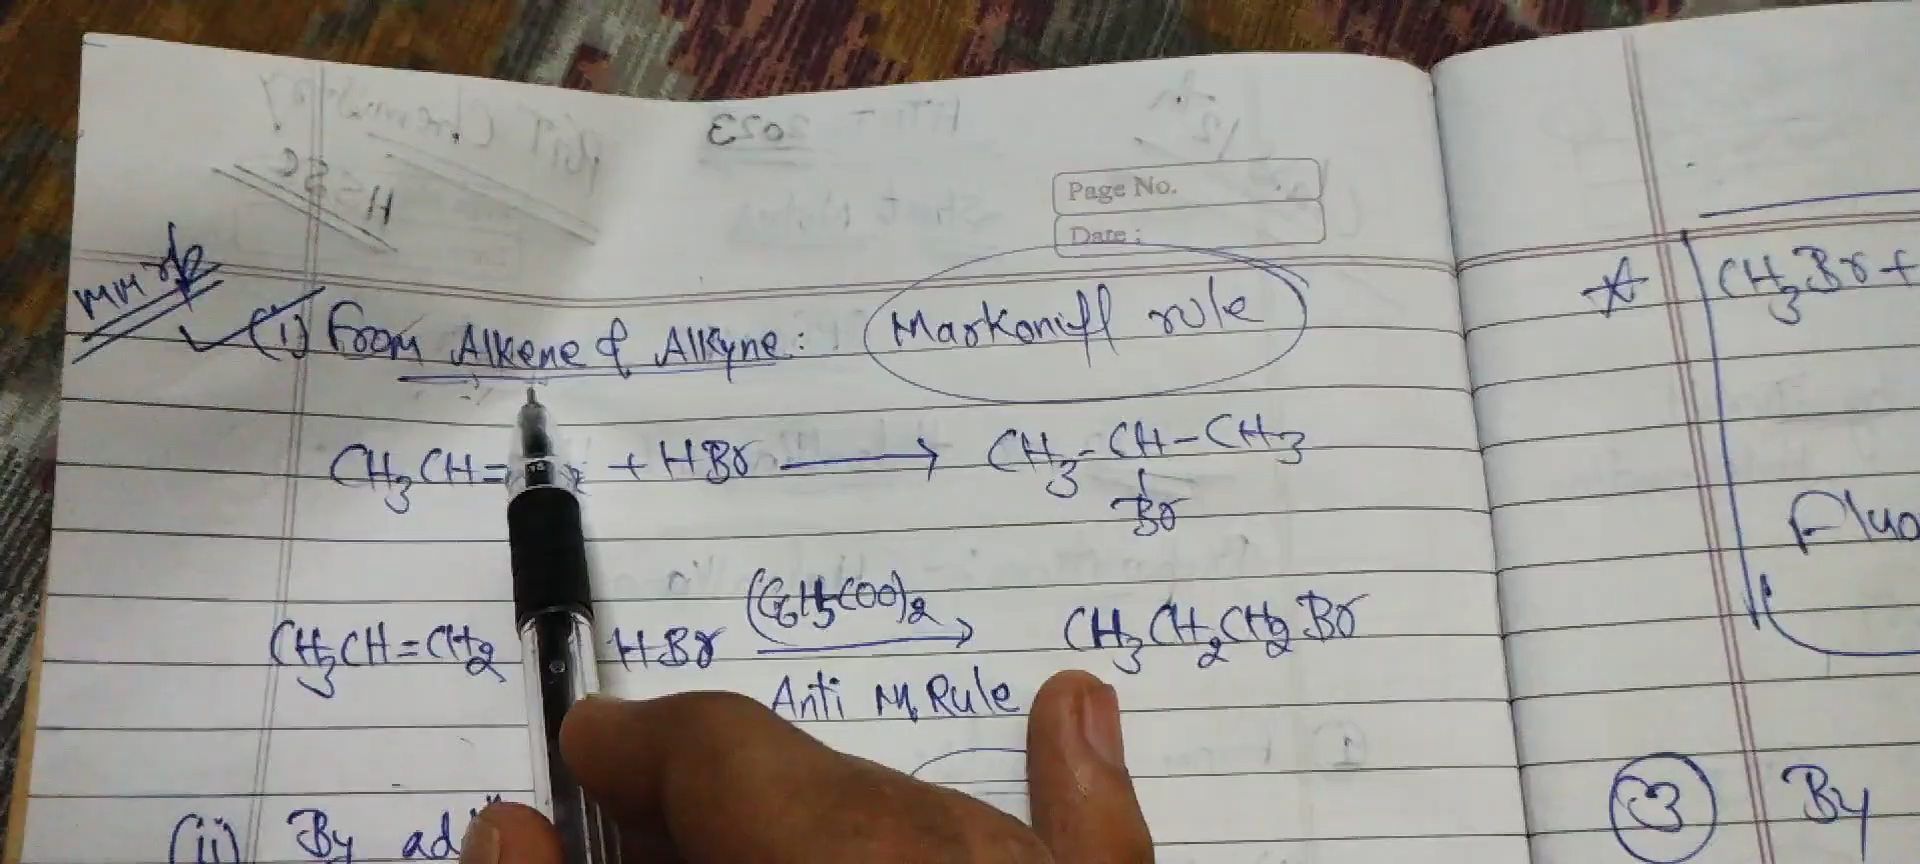 Page No.
Date :
(i) From Alkene & Alkyne: Markoniff rule
CH3CH= + HBr → CH3-CH-CH3
Br
CH3CH=CH2 HBr (C6H5COO)2 → CH3CH2CH2Br
Anti M Rule
(ii) By ad
CH3Br+
Fluo
3 By